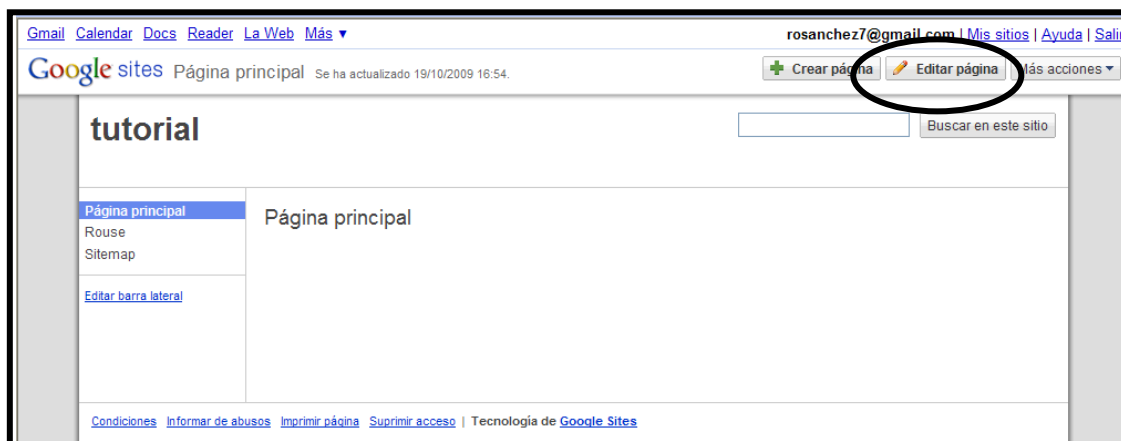 Gmail Calendar Docs Reader La Web Más ▼ rosanchez7@gmail.com | Mis sitios | Ayuda | Salir
Google sites Página principal Se ha actualizado 19/10/2009 16:54. Crear página Editar página Más acciones ▼
tutorial Buscar en este sitio
Página principal Página principal
Rouse
Sitemap
Editar barra lateral
Condiciones Informar de abusos Imprimir página Suprimir acceso | Tecnología de Google Sites